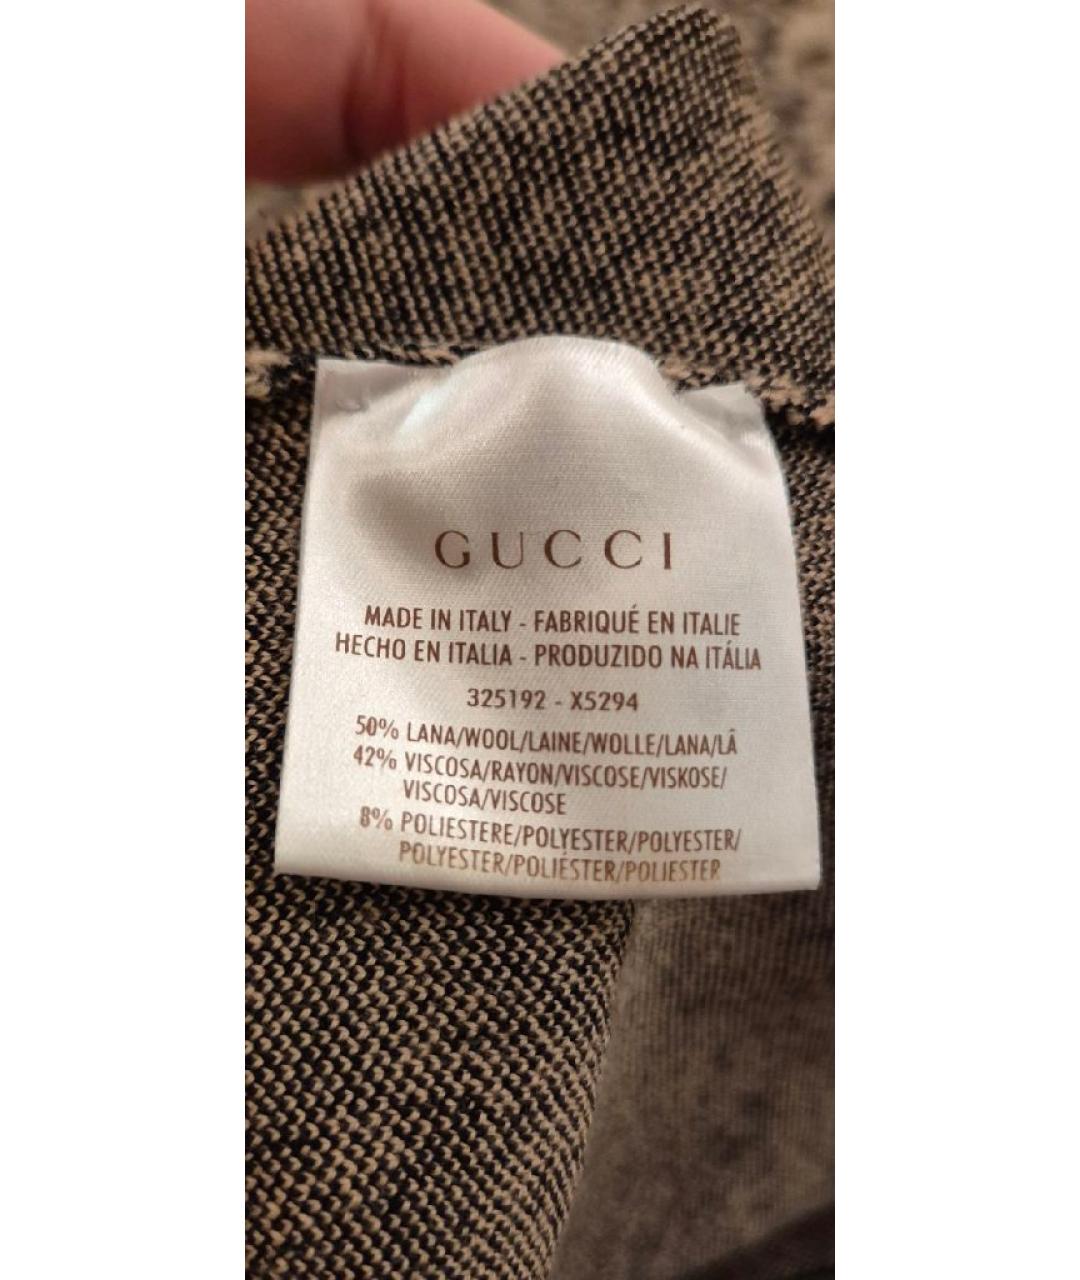 GUCCI
MADE IN ITALY - FABRIQUÉ EN ITALIE
HECHO EN ITALIA - PRODUZIDO NA ITÁLIA
325192 - X5294
50% LANA/WOOL/LAINE/WOLLE/LANA/LÃ
42% VISCOSA/RAYON/VISCOSE/VISKOSE/
VISCOSA/VISCOSE
8% POLIESTERE/POLYESTER/POLYESTER/
POLYESTER/POLIÉSTER/POLIESTER